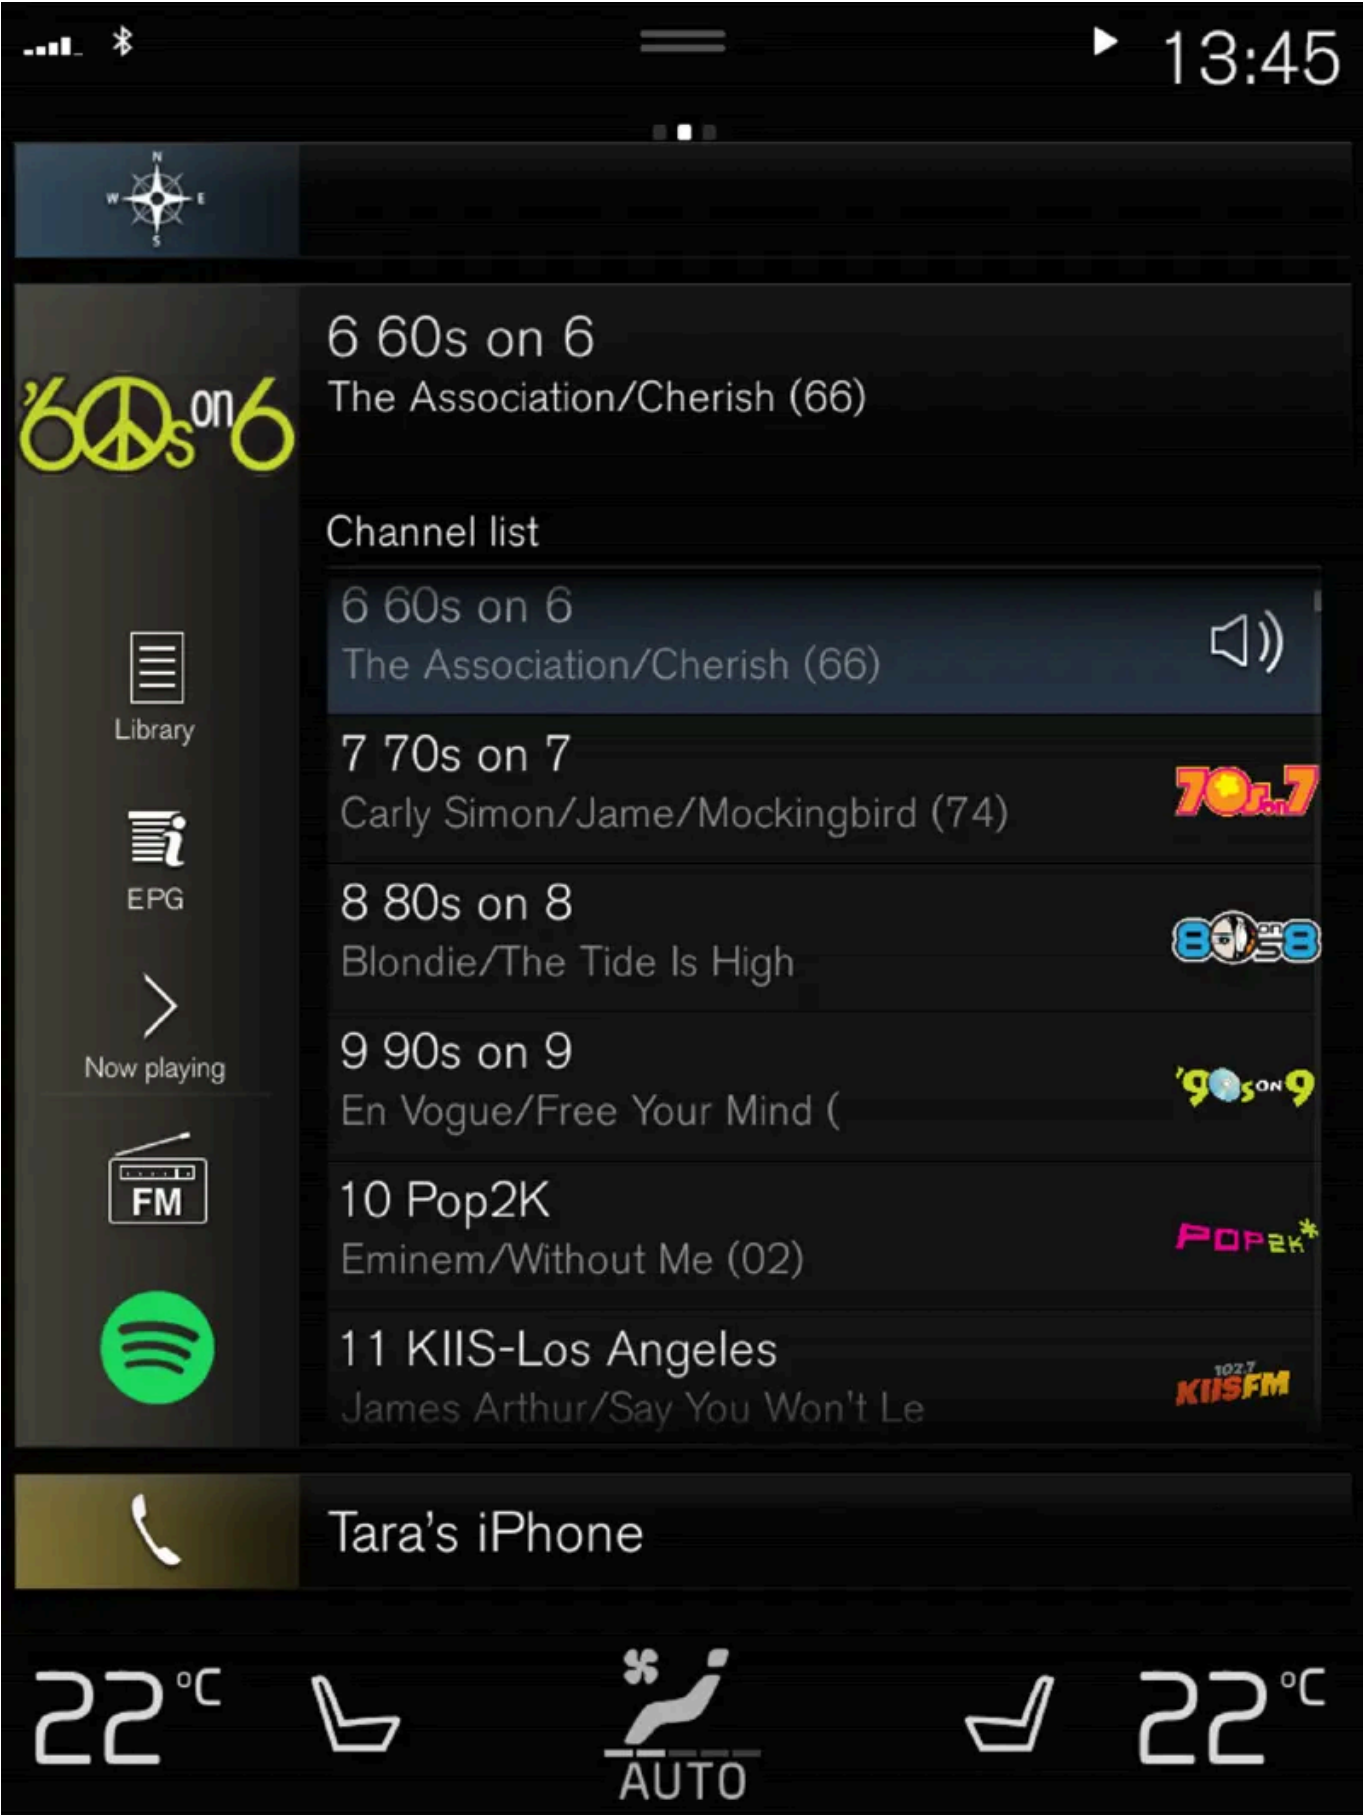 13:45
N
W E
S
6 60s on 6
The Association/Cherish (66)
'60s on 6
Channel list
6 60s on 6
The Association/Cherish (66)
7 70s on 7
Carly Simon/Jame/Mockingbird (74)
70s on 7
8 80s on 8
Blondie/The Tide Is High
80s on 8
9 90s on 9
En Vogue/Free Your Mind (
'90s ON 9
10 Pop2K
Eminem/Without Me (02)
POP2K*
11 KIIS-Los Angeles
James Arthur/Say You Won't Le
102.7
KIISFM
Library
EPG
Now playing
FM
Tara's iPhone
22°C
AUTO
22°C